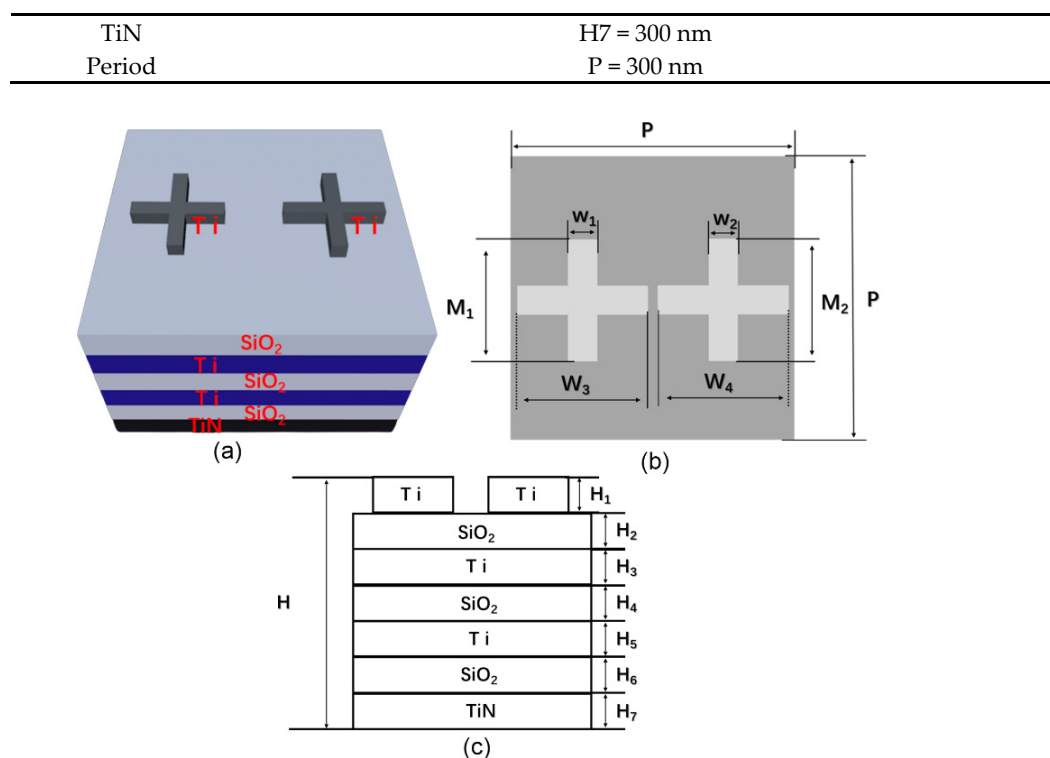 TiN H7 = 300 nm
Period P = 300 nm
Ti Ti
SiO₂
Ti
SiO₂
Ti
SiO₂
TiN
(a)
P
w₁ w₂
M₁ M₂ P
W₃ W₄
(b)
Ti Ti H₁
SiO₂ H₂
Ti H₃
H SiO₂ H₄
Ti H₅
SiO₂ H₆
TiN H₇
(c)